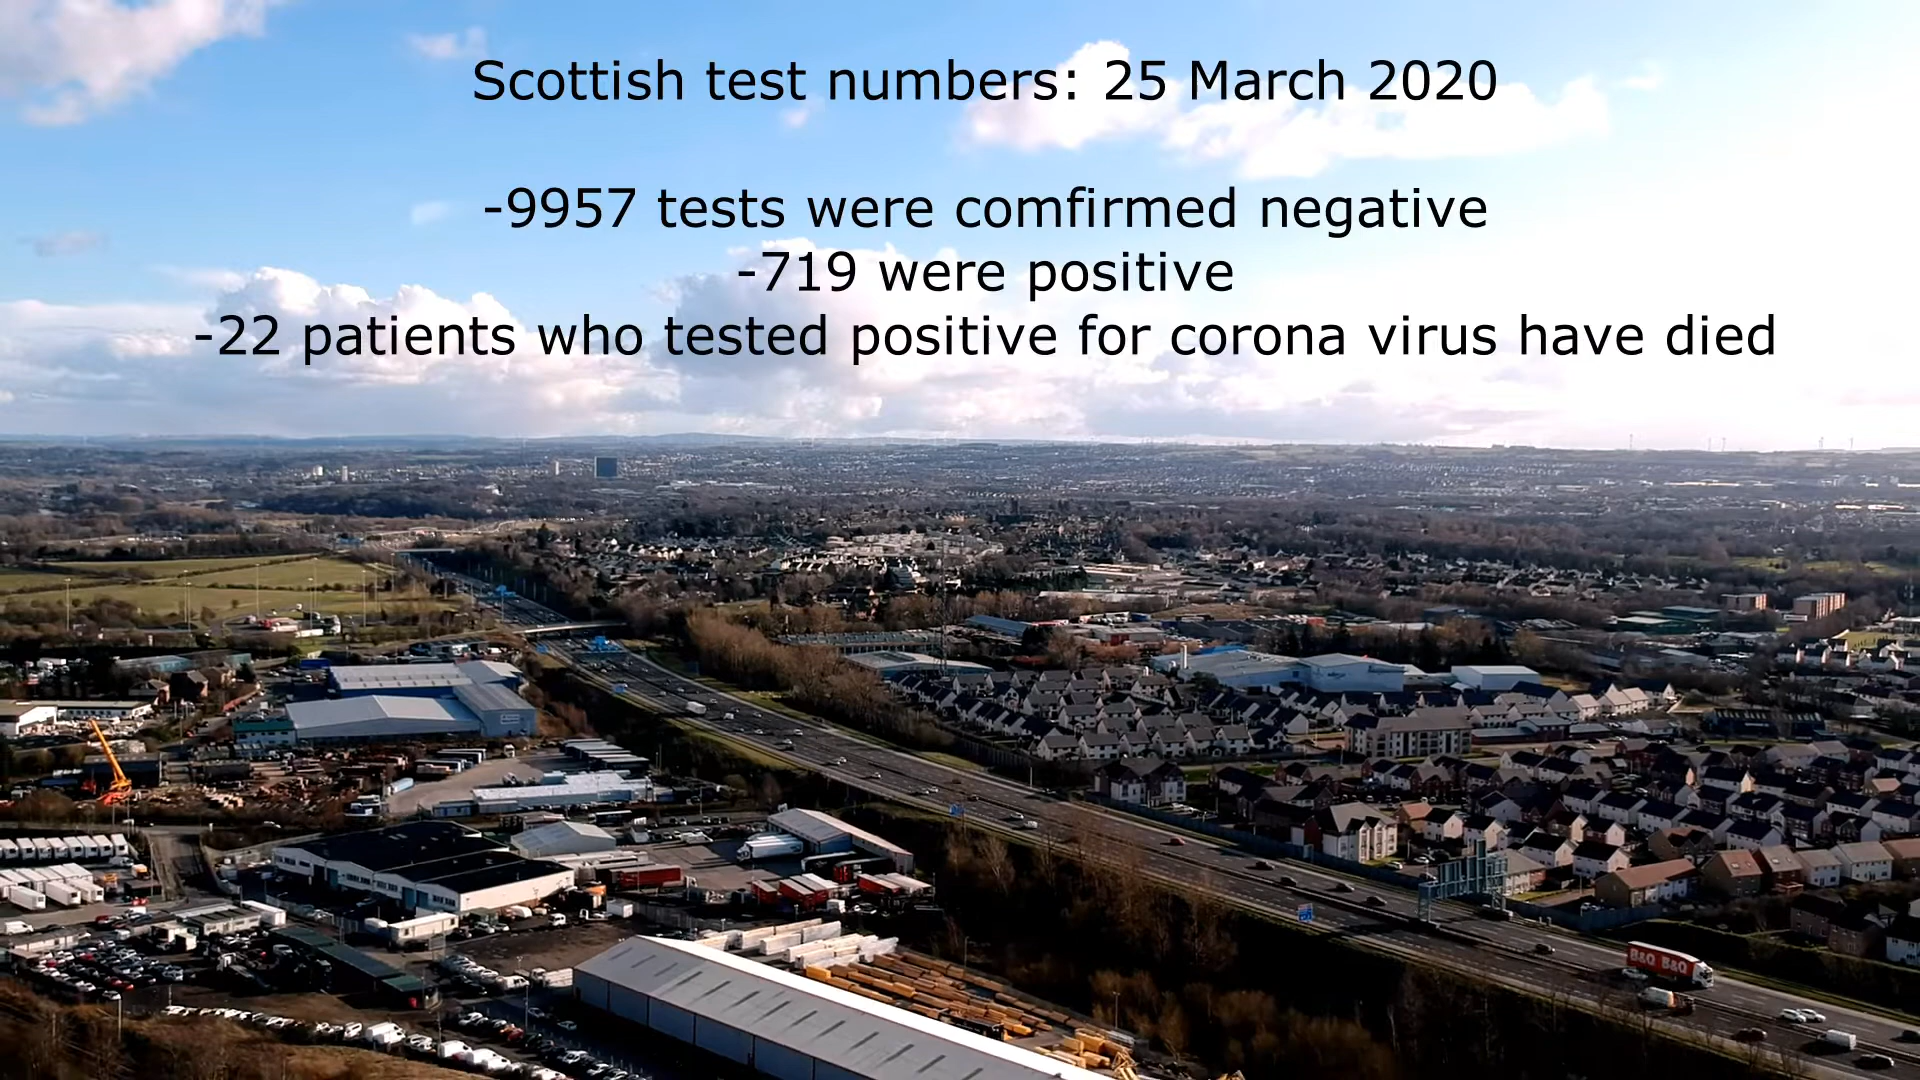 Scottish test numbers: 25 March 2020
-9957 tests were comfirmed negative
-719 were positive
-22 patients who tested positive for corona virus have died
B&Q B&Q